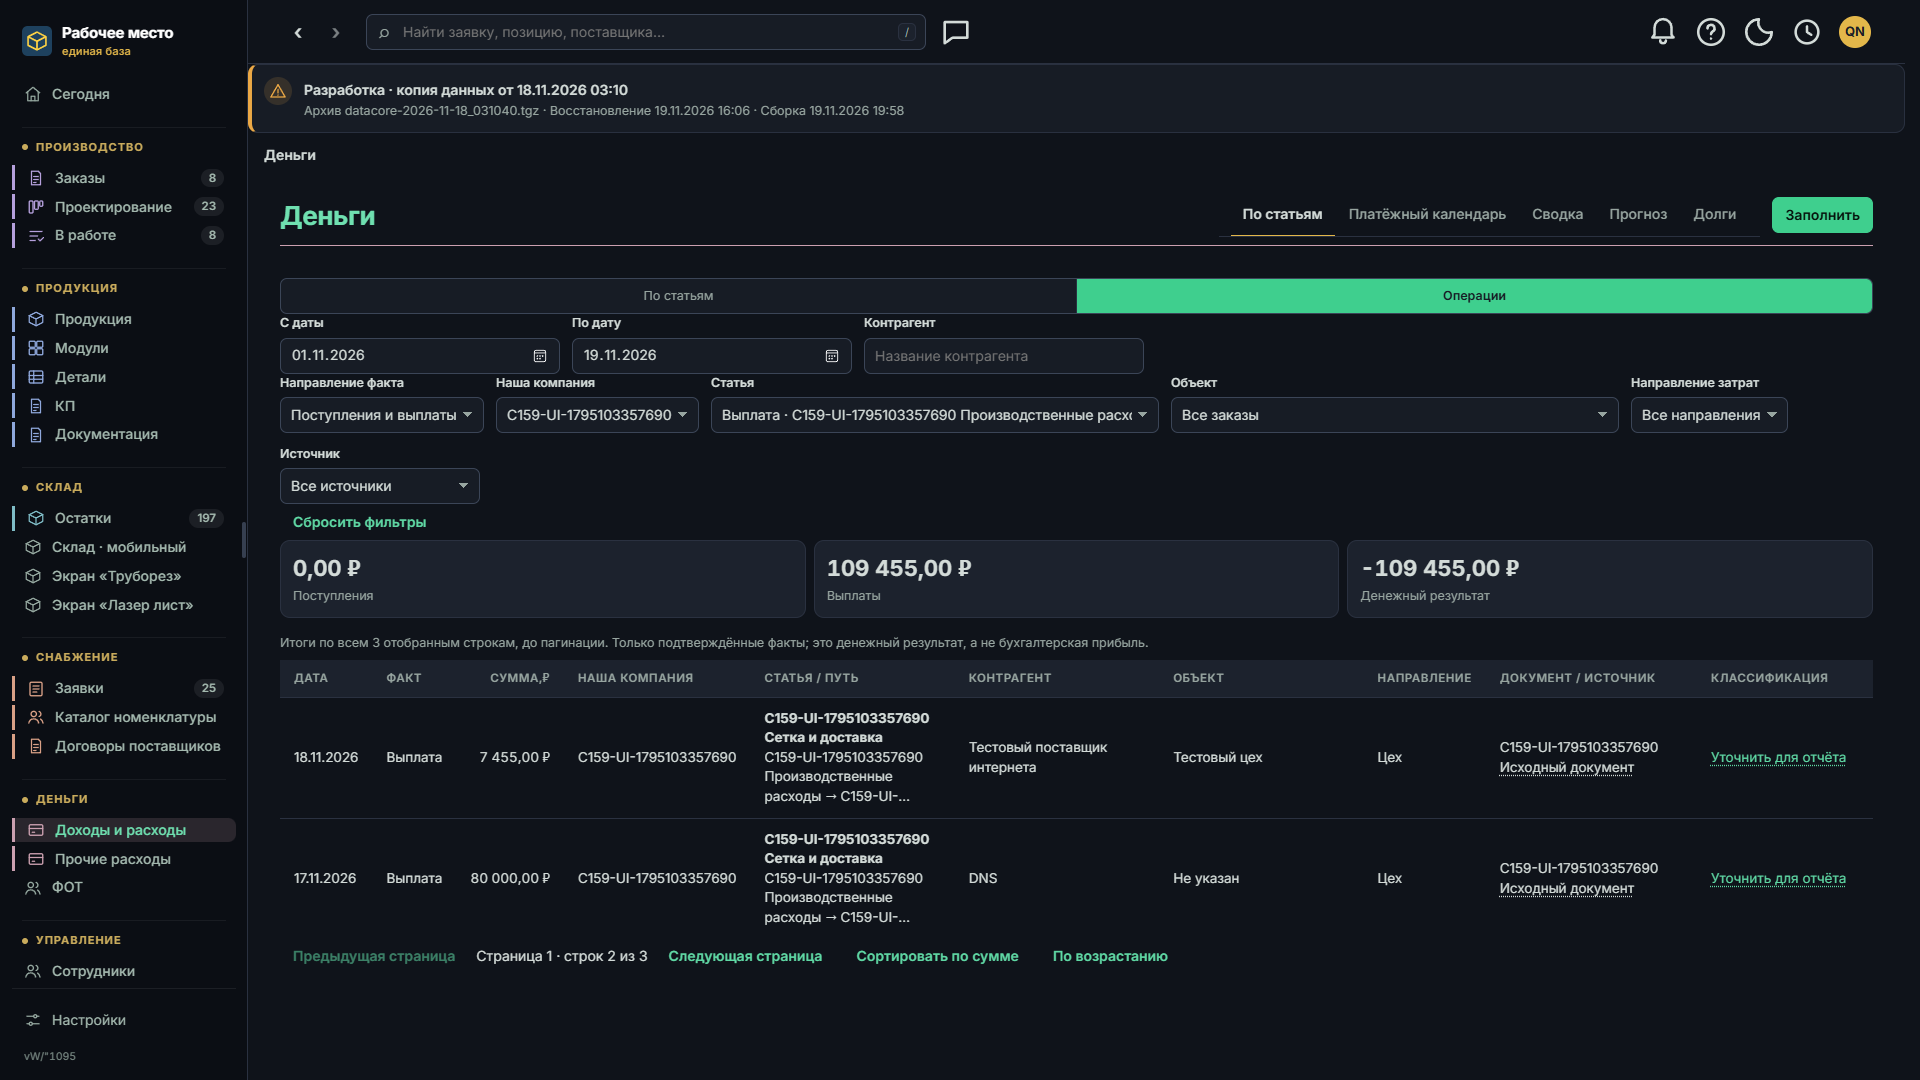 Рабочее место
единая база
Сегодня
ПРОИЗВОДСТВО
Заказы 8
Проектирование 23
В работе 8
ПРОДУКЦИЯ
Продукция
Модули
Детали
КП
Документация
СКЛАД
Остатки 197
Склад · мобильный
Экран «Труборез»
Экран «Лазер лист»
СНАБЖЕНИЕ
Заявки 25
Каталог номенклатуры
Договоры поставщиков
ДЕНЬГИ
Доходы и расходы
Прочие расходы
ФОТ
УПРАВЛЕНИЕ
Сотрудники
Настройки
vW/"1095
Найти заявку, позицию, поставщика... /
QN
Разработка · копия данных от 18.11.2026 03:10
Архив datacore-2026-11-18_031040.tgz · Восстановление 19.11.2026 16:06 · Сборка 19.11.2026 19:58
Деньги
Деньги
По статьям Платёжный календарь Сводка Прогноз Долги Заполнить
По статьям Операции
С даты По дату Контрагент
01.11.2026 19.11.2026 Название контрагента
Направление факта Наша компания Статья Объект Направление затрат
Поступления и выплаты C159-UI-1795103357690 Выплата · C159-UI-1795103357690 Производственные расхо Все заказы Все направления
Источник
Все источники
Сбросить фильтры
0,00 ₽ 109 455,00 ₽ -109 455,00 ₽
Поступления Выплаты Денежный результат
Итоги по всем 3 отобранным строкам, до пагинации. Только подтверждённые факты; это денежный результат, а не бухгалтерская прибыль.
ДАТА ФАКТ СУММА,₽ НАША КОМПАНИЯ СТАТЬЯ / ПУТЬ КОНТРАГЕНТ ОБЪЕКТ НАПРАВЛЕНИЕ ДОКУМЕНТ / ИСТОЧНИК КЛАССИФИКАЦИЯ
18.11.2026 Выплата 7 455,00 ₽ C159-UI-1795103357690
C159-UI-1795103357690
Сетка и доставка
C159-UI-1795103357690
Производственные
расходы → C159-UI-...
Тестовый поставщик
интернета
Тестовый цех
Цех
C159-UI-1795103357690
Исходный документ
Уточнить для отчёта
17.11.2026 Выплата 80 000,00 ₽ C159-UI-1795103357690
C159-UI-1795103357690
Сетка и доставка
C159-UI-1795103357690
Производственные
расходы → C159-UI-...
DNS
Не указан
Цех
C159-UI-1795103357690
Исходный документ
Уточнить для отчёта
Предыдущая страница Страница 1 · строк 2 из 3 Следующая страница Сортировать по сумме По возрастанию